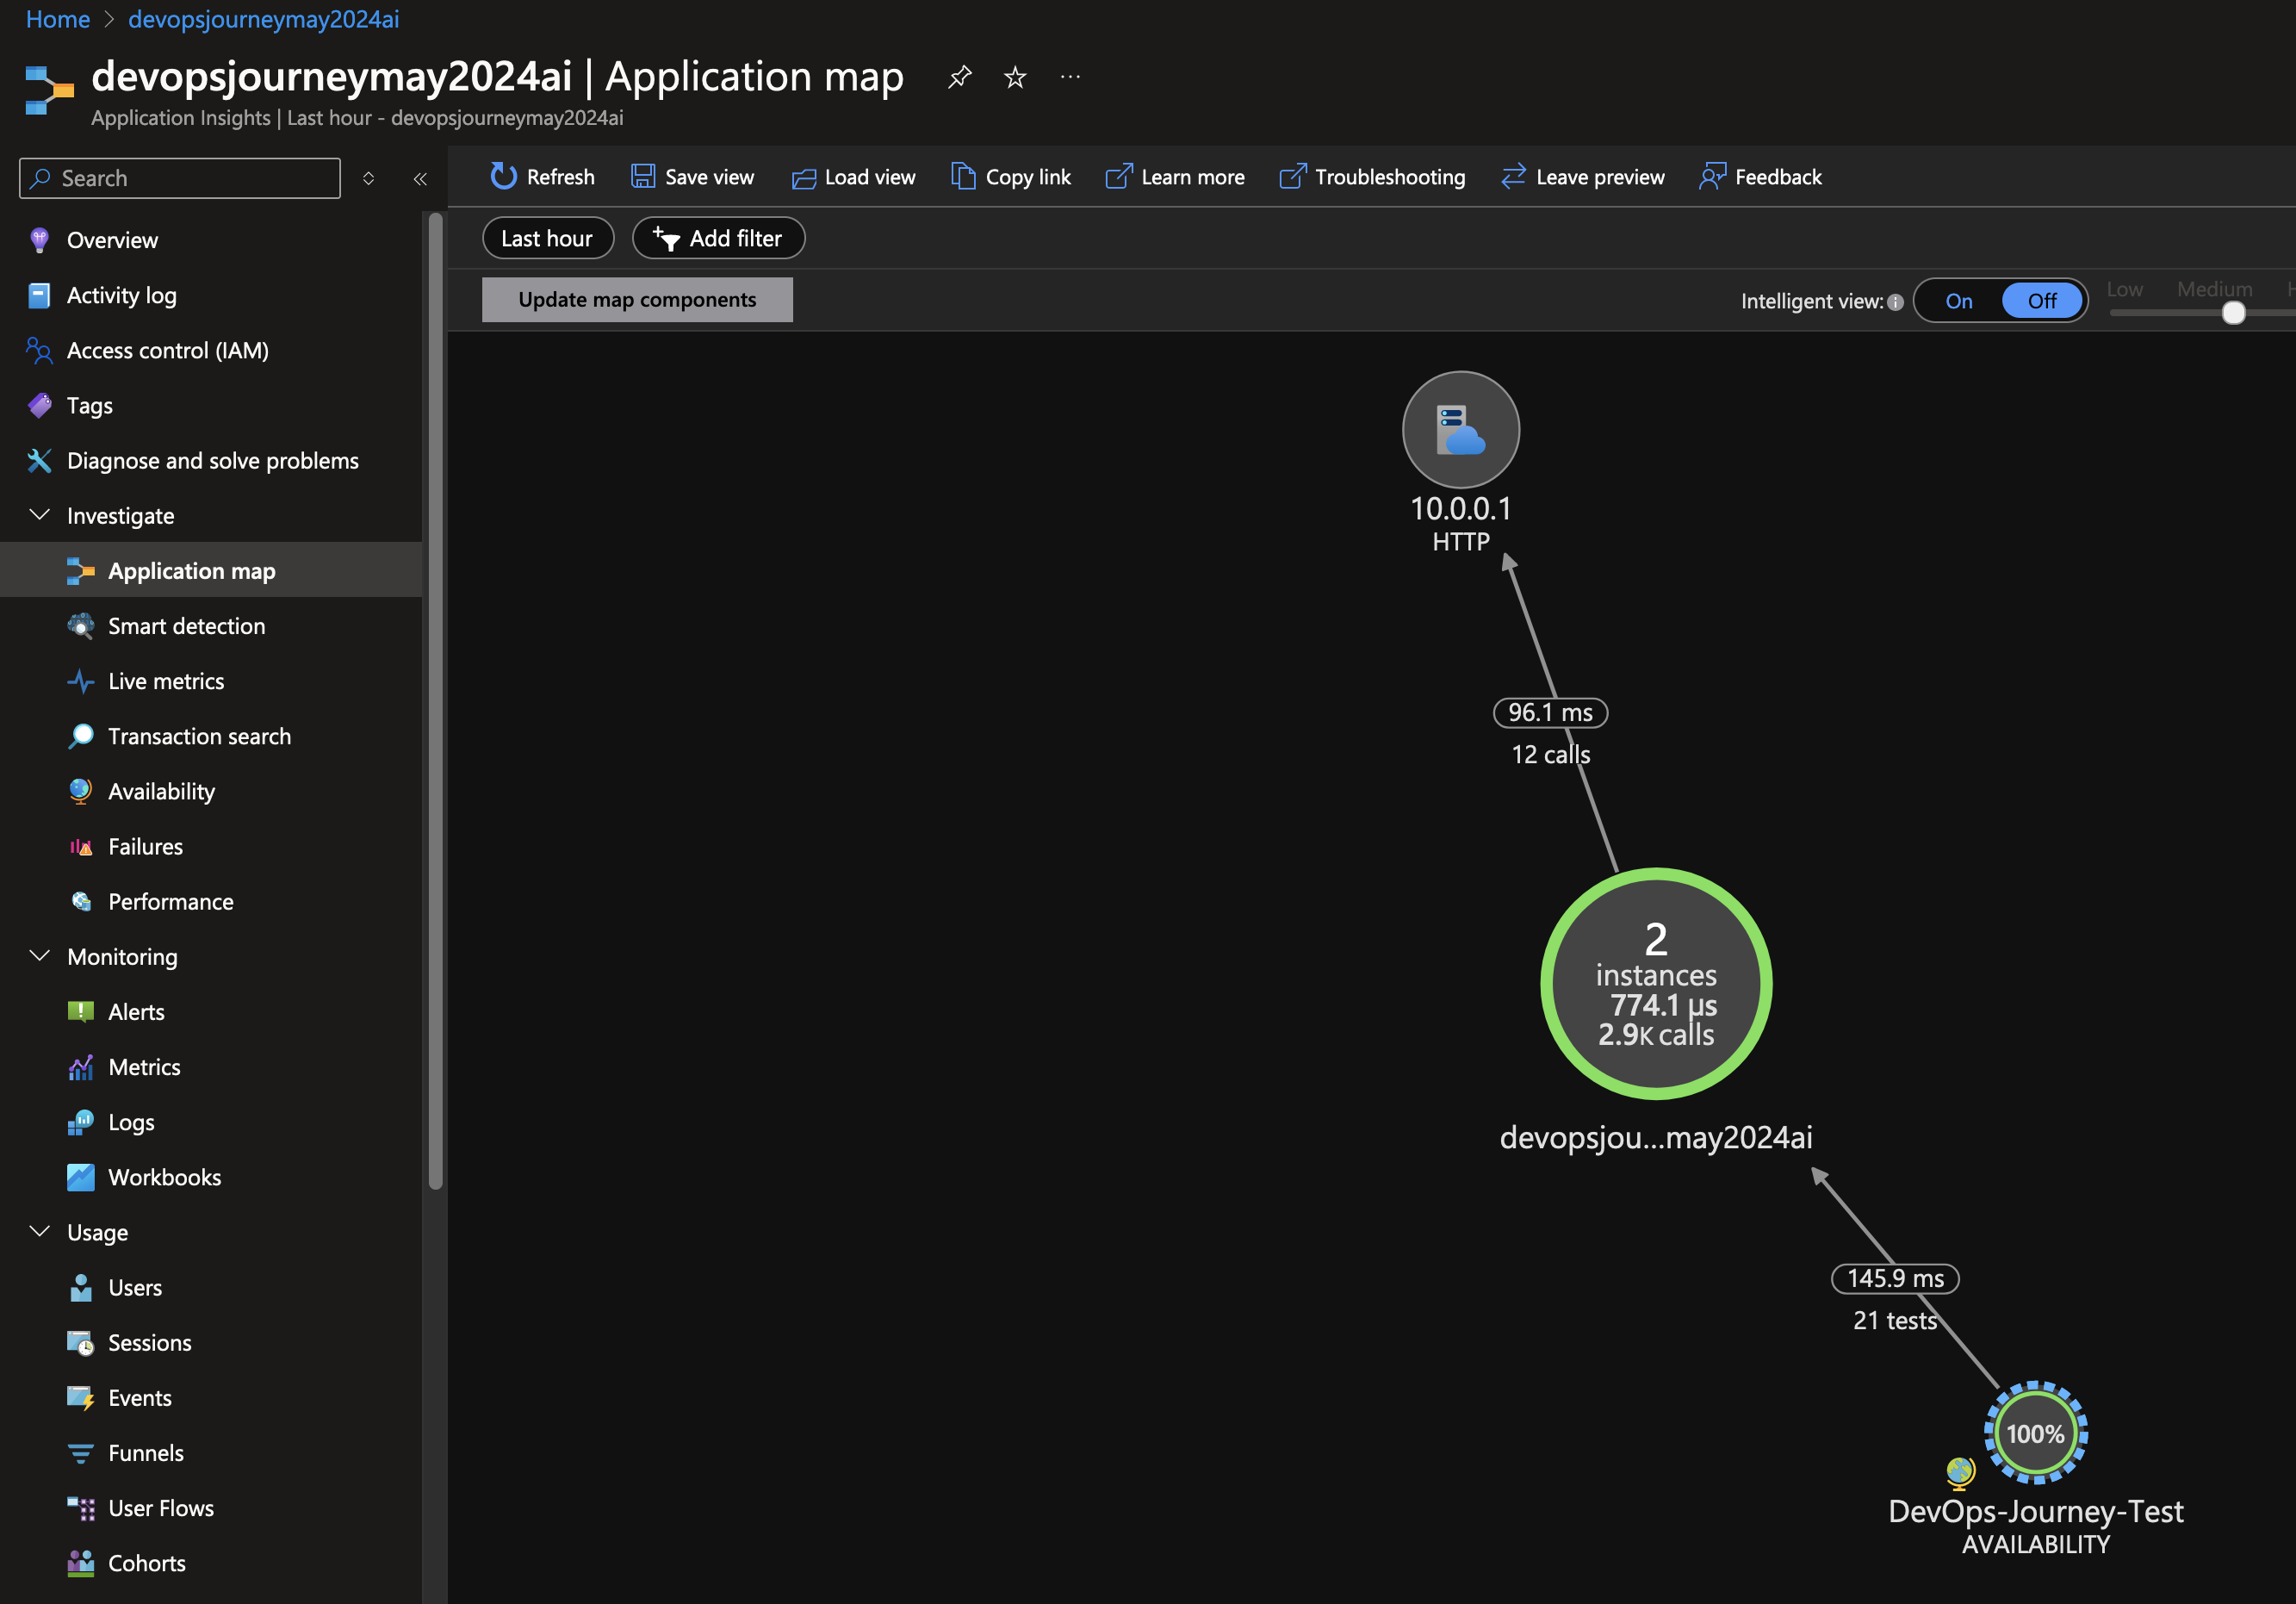 Home > devopsjourneymay2024ai
devopsjourneymay2024ai | Application map
Application Insights | Last hour - devopsjourneymay2024ai
Search
Refresh
Save view
Load view
Copy link
Learn more
Troubleshooting
Leave preview
Feedback
Last hour
Add filter
Update map components
Intelligent view:
On
Off
Low
Medium
Overview
Activity log
Access control (IAM)
Tags
Diagnose and solve problems
Investigate
Application map
Smart detection
Live metrics
Transaction search
Availability
Failures
Performance
Monitoring
Alerts
Metrics
Logs
Workbooks
Usage
Users
Sessions
Events
Funnels
User Flows
Cohorts
10.0.0.1
HTTP
96.1 ms
12 calls
2
instances
774.1 µs
2.9K calls
devopsjou...may2024ai
145.9 ms
21 tests
100%
DevOps-Journey-Test
AVAILABILITY